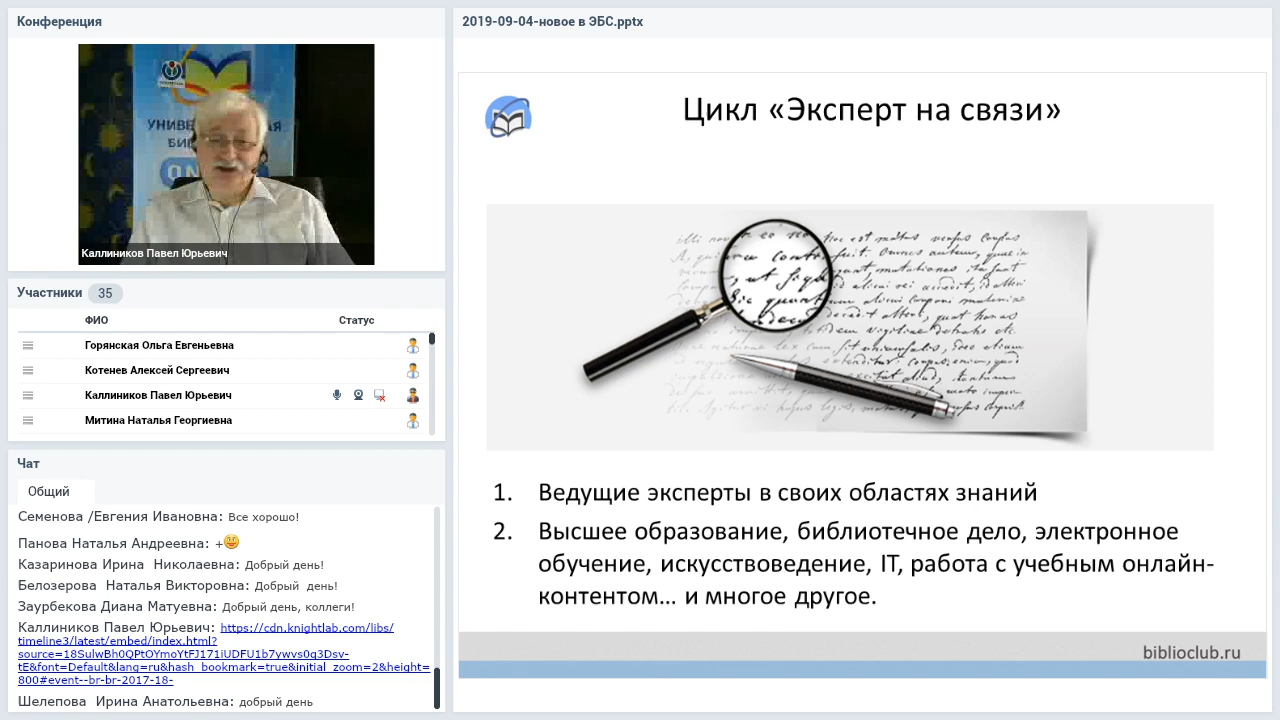 Конференция
УНИВЕ
БИБ
Каллиников Павел Юрьевич
Участники 35
ФИО Статус
Горянская Ольга Евгеньевна
Котенев Алексей Сергеевич
Каллиников Павел Юрьевич
Митина Наталья Георгиевна
Чат
Общий
Семенова /Евгения Ивановна: Все хорошо!
Панова Наталья Андреевна: +
Казаринова Ирина Николаевна: Добрый день!
Белозерова Наталья Викторовна: Добрый день!
Заурбекова Диана Матуевна: Добрый день, коллеги!
Каллиников Павел Юрьевич: https://cdn.knightlab.com/libs/
timeline3/latest/embed/index.html?
source=18SulwBh0QPtOYmoYtFJ171iUDFU1b7ywvs0q3Dsv-
tE&font=Default&lang=ru&hash_bookmark=true&initial_zoom=2&height=
800#event--br-br-2017-18-
Шелепова Ирина Анатольевна: добрый день
2019-09-04-новое в ЭБС.pptx
Цикл «Эксперт на связи»
1. Ведущие эксперты в своих областях знаний
2. Высшее образование, библиотечное дело, электронное
обучение, искусствоведение, IT, работа с учебным онлайн-
контентом... и многое другое.
biblioclub.ru